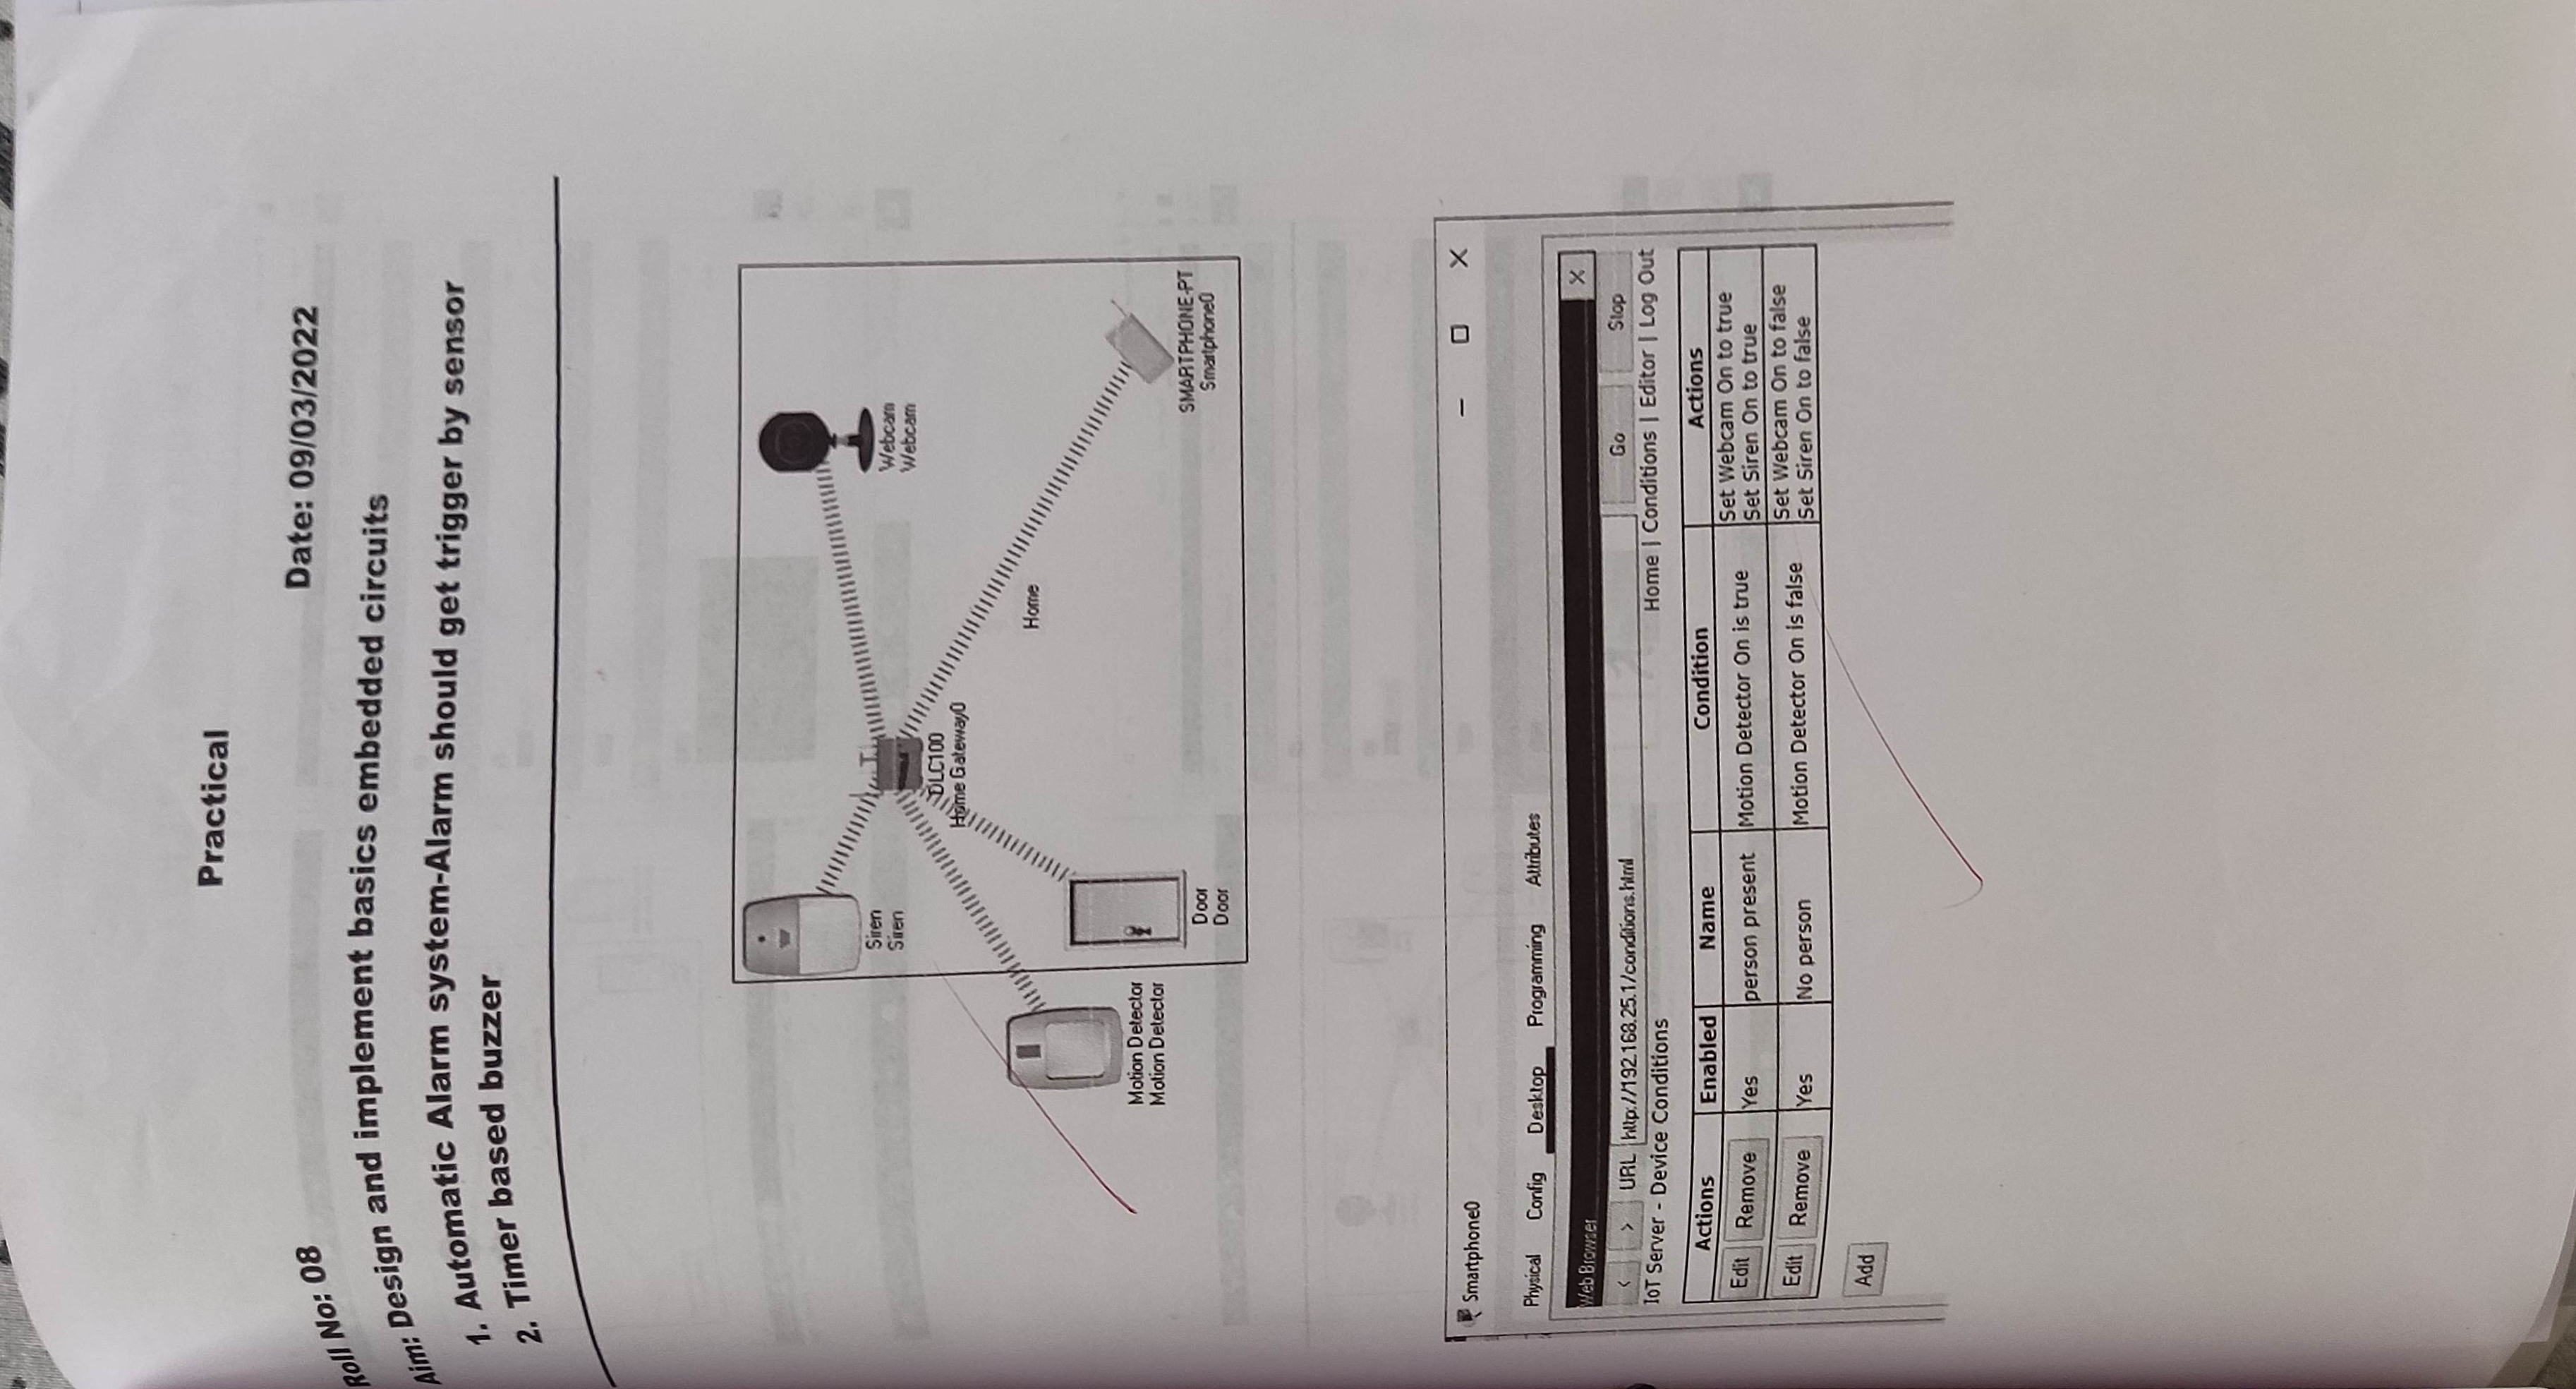 Practical
Roll No: 08
Date: 09/03/2022
Aim: Design and implement basics embedded circuits
1. Automatic Alarm system-Alarm should get trigger by sensor
2. Timer based buzzer
Siren
Siren
Webcam
Webcam
DLC100
Home Gateway0
Home
Motion Detector
Motion Detector
Door
Door
SMARTPHONE-PT
Smartphone0
Smartphone0
Physical Config Desktop Programming Attributes
Web Browser X
< > URL http://192.168.25.1/conditions.html Go Stop
IoT Server - Device Conditions Home | Conditions | Editor | Log Out
Actions Enabled Name Condition Actions
Edit Remove Yes person present Motion Detector On is true Set Webcam On to true
Set Siren On to true
Edit Remove Yes No person Motion Detector On is false Set Webcam On to false
Set Siren On to false
Add